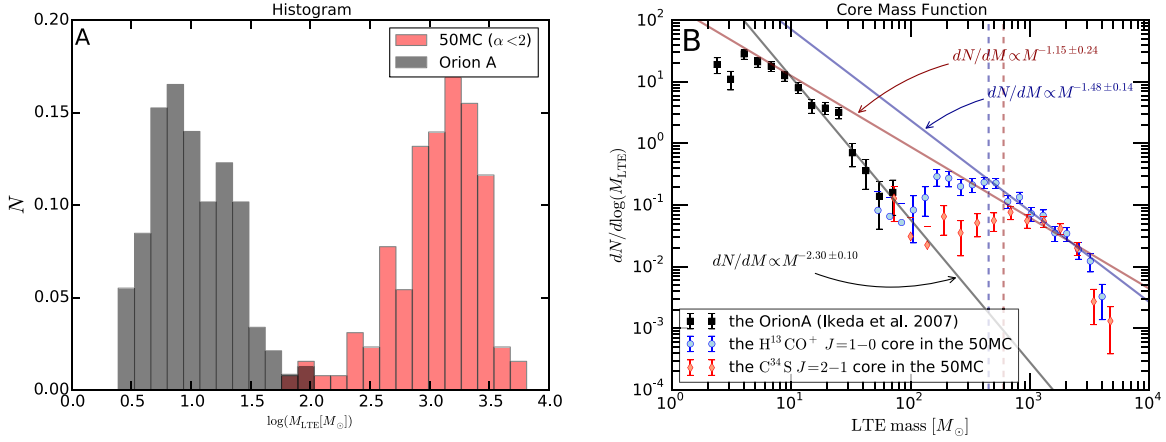 Histogram
A
50MC (α<2)
Orion A
N
0.20
0.15
0.10
0.05
0.00
0.0 0.5 1.0 1.5 2.0 2.5 3.0 3.5 4.0
log(M_LTE[M_⊙])
Core Mass Function
B
dN/dM∝M^−1.15±0.24
dN/dM∝M^−1.48±0.14
dN/dM∝M^−2.30±0.10
dN/dlog(M_LTE)
10^2
10^1
10^0
10^−1
10^−2
10^−3
10^−4
the OrionA (Ikeda et al. 2007)
the H^13CO^+ J=1−0 core in the 50MC
the C^34S J=2−1 core in the 50MC
10^0 10^1 10^2 10^3 10^4
LTE mass [M_⊙]